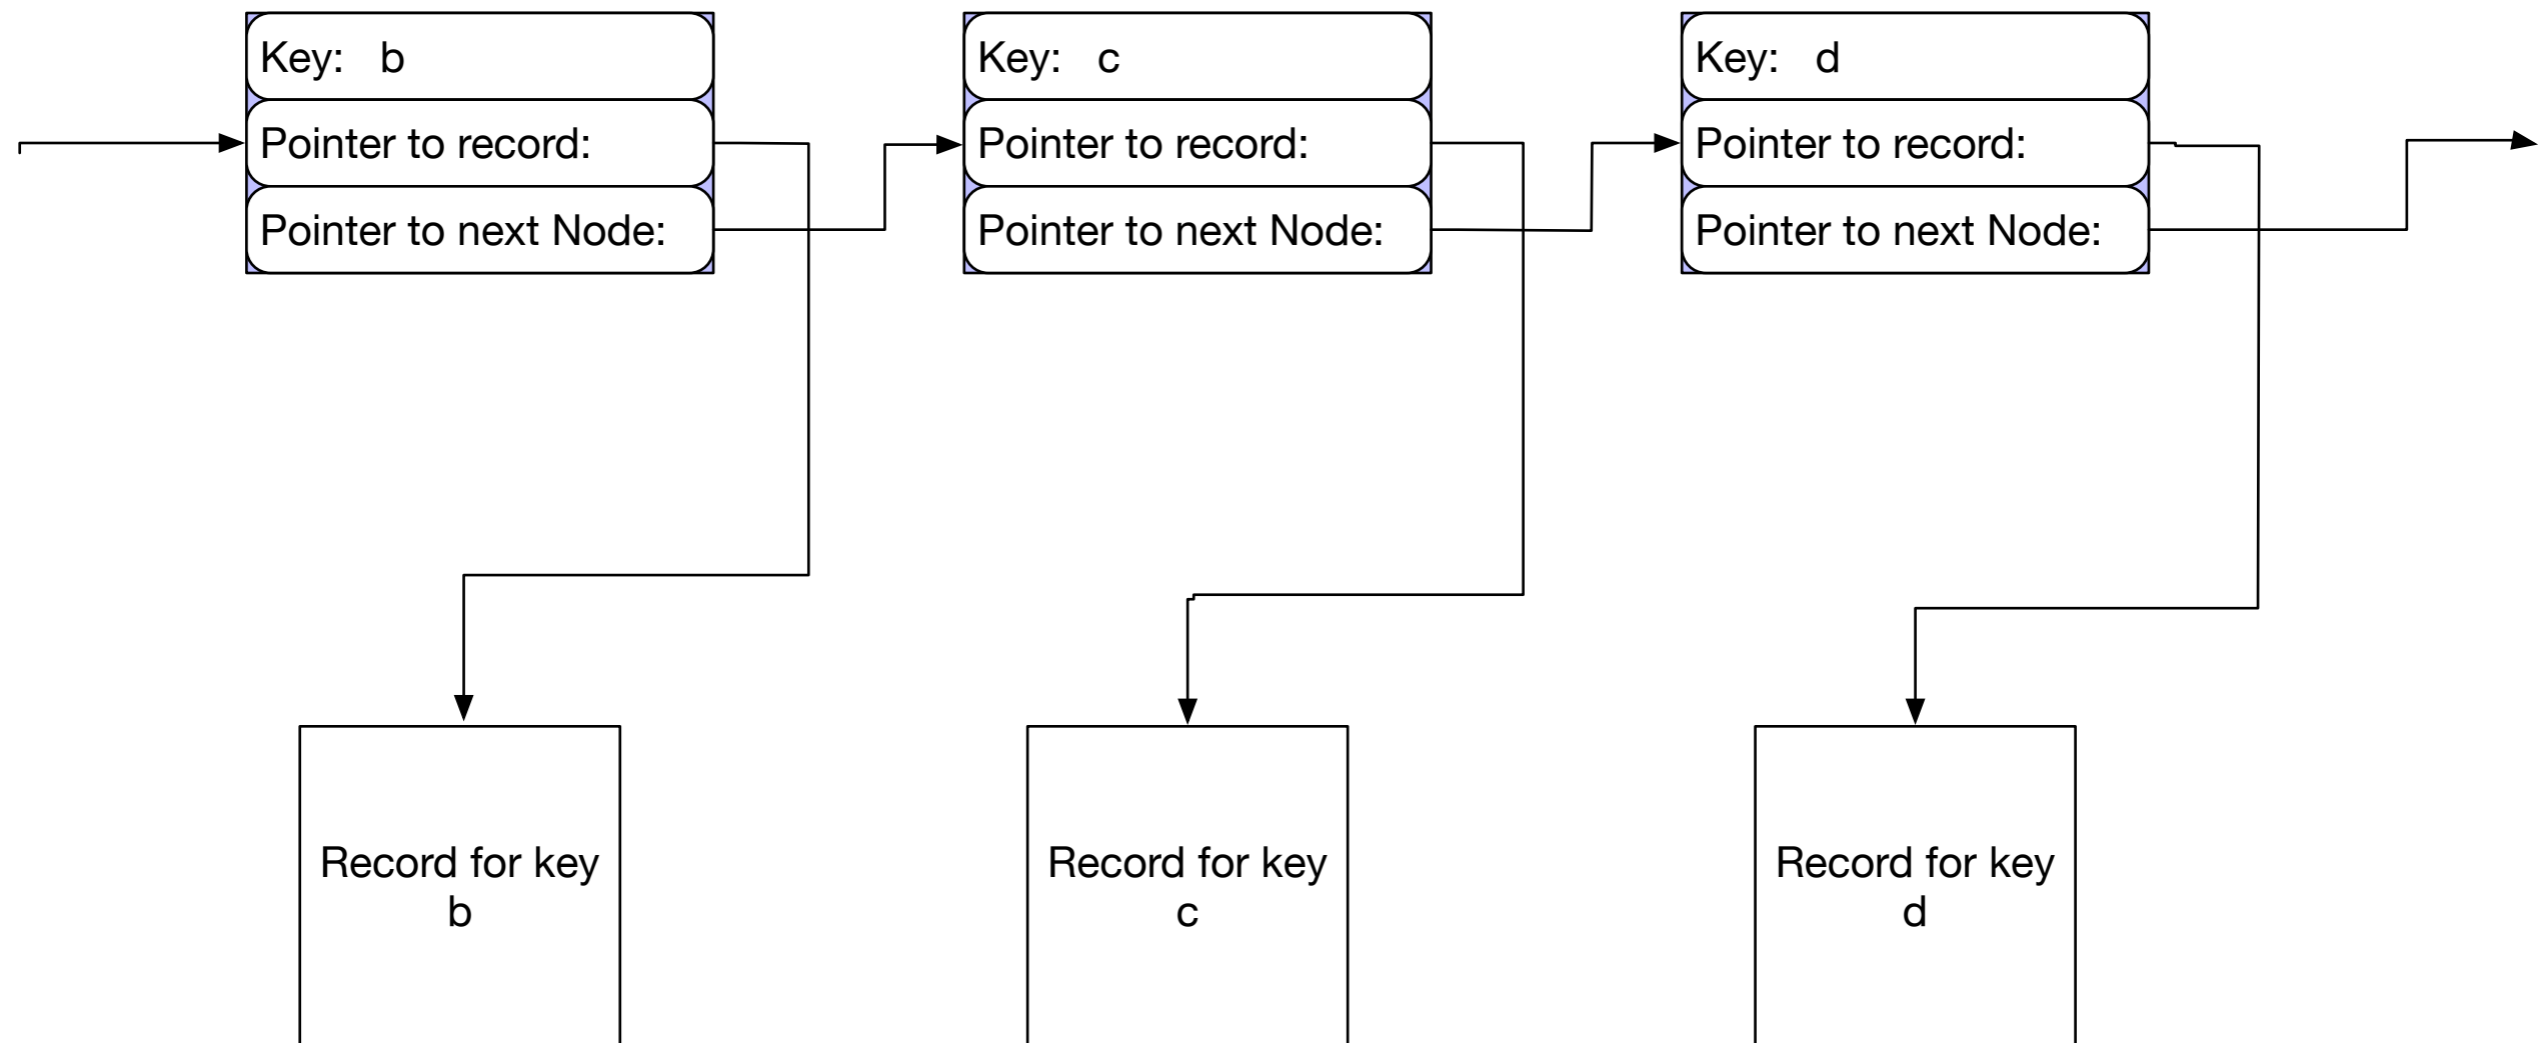 Key: b
Pointer to record:
Pointer to next Node:
Key: c
Pointer to record:
Pointer to next Node:
Key: d
Pointer to record:
Pointer to next Node:
Record for key
b
Record for key
c
Record for key
d